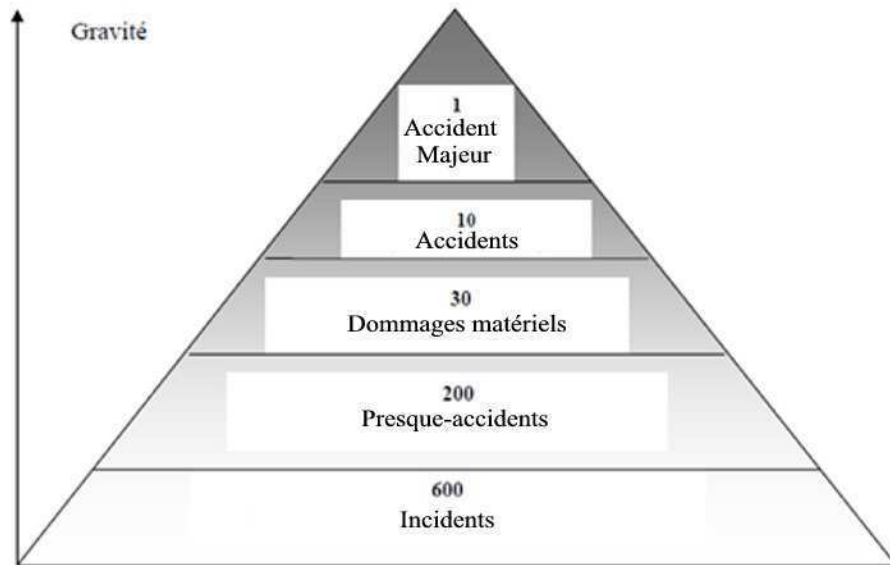 Gravité
1
Accident
Majeur
10
Accidents
30
Dommages matériels
200
Presque-accidents
600
Incidents